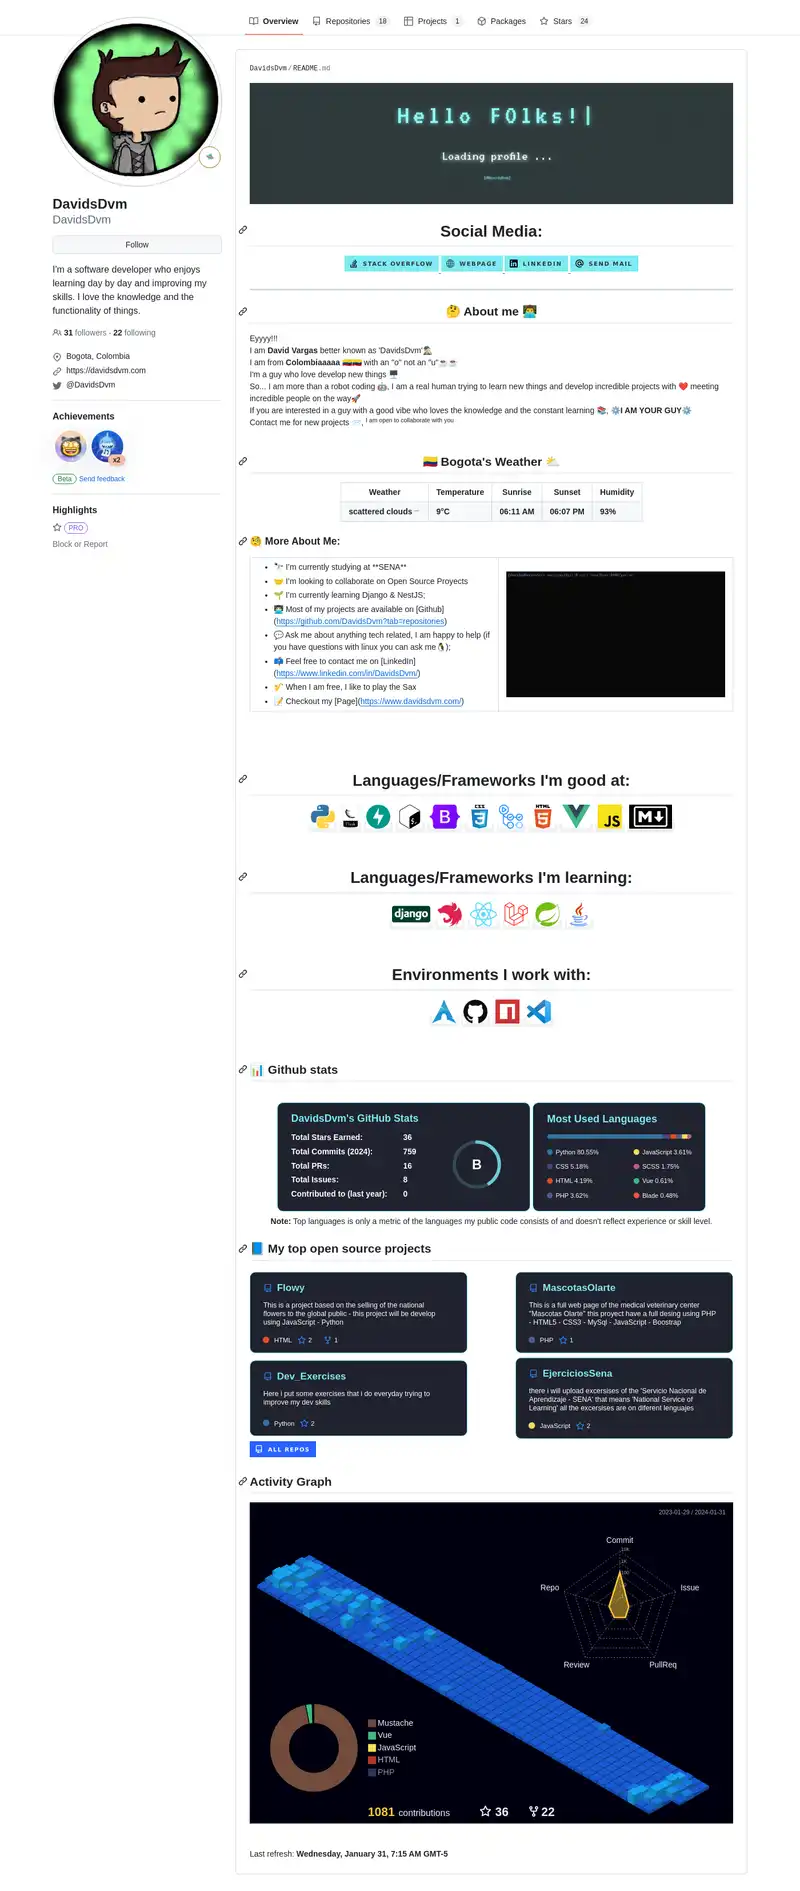 Overview
Repositories 18
Projects 1
Packages
Stars 24
DavidsDvm
DavidsDvm
Follow
I'm a software developer who enjoys
learning day by day and improving my
skills. I love the knowledge and the
functionality of things.
31 followers · 22 following
Bogota, Colombia
https://davidsdvm.com
@DavidsDvm
Achievements
x2
Beta Send feedback
Highlights
PRO
Block or Report
DavidsDvm/README.md
Hello F0lks!|
Loading profile ...
Social Media:
STACK OVERFLOW
WEBPAGE
LINKEDIN
SEND MAIL
🤔 About me 👨‍💻
Eyyyy!!!
I am David Vargas better known as 'DavidsDvm'🕵️
I am from Colombiaaaaa 🇨🇴🇨🇴 with an "o" not an "u"☕☕
I'm a guy who love develop new things 🖥️
So... I am more than a robot coding 🤖, I am a real human trying to learn new things and develop incredible projects with ❤️ meeting
incredible people on the way🚀
If you are interested in a guy with a good vibe who loves the knowledge and the constant learning 📚, ⚙️I AM YOUR GUY⚙️
Contact me for new projects ✉️, I am open to collaborate with you
🇨🇴 Bogota's Weather ⛅
Weather Temperature Sunrise Sunset Humidity
scattered clouds 9°C 06:11 AM 06:07 PM 93%
🧐 More About Me:
• 🔭 I'm currently studying at **SENA**
• 🤝 I'm looking to collaborate on Open Source Proyects
• 🌱 I'm currently learning Django & NestJS;
• 👨‍💻 Most of my projects are available on [Github]
(https://github.com/DavidsDvm?tab=repositories)
• 💬 Ask me about anything tech related, I am happy to help (if
you have questions with linux you can ask me🐧);
• 📫 Feel free to contact me on [LinkedIn]
(https://www.linkedin.com/in/DavidsDvm/)
• 🎷 When I am free, I like to play the Sax
• 📝 Checkout my [Page](https://www.davidsdvm.com/)
Languages/Frameworks I'm good at:
B
CSS
3
HTML
5
JS
M
Languages/Frameworks I'm learning:
django
Environments I work with:
📊 Github stats
DavidsDvm's GitHub Stats
Total Stars Earned: 36
Total Commits (2024): 759
Total PRs: 16
Total Issues: 8
Contributed to (last year): 0
B
Most Used Languages
Python 80.55% JavaScript 3.61%
CSS 5.18% SCSS 1.75%
HTML 4.19% Vue 0.61%
PHP 3.62% Blade 0.48%
Note: Top languages is only a metric of the languages my public code consists of and doesn't reflect experience or skill level.
📘 My top open source projects
Flowy
This is a project based on the selling of the national
flowers to the global public - this project will be develop
using JavaScript - Python
HTML 2 1
MascotasOlarte
This is a full web page of the medical veterinary center
"Mascotas Olarte" this proyect have a full desing using PHP
- HTML5 - CSS3 - MySql - JavaScript - Boostrap
PHP 1
Dev_Exercises
Here i put some exercises that i do everyday trying to
improve my dev skills
Python 2
EjerciciosSena
there i will upload excersises of the 'Servicio Nacional de
Aprendizaje - SENA' that means 'National Service of
Learning' all the excersises are on diferent lenguajes
JavaScript 2
ALL REPOS
Activity Graph
2023-01-29 / 2024-01-31
Commit
Repo
Issue
Review
PullReq
Mustache
Vue
JavaScript
HTML
PHP
1081 contributions 36 22
Last refresh: Wednesday, January 31, 7:15 AM GMT-5